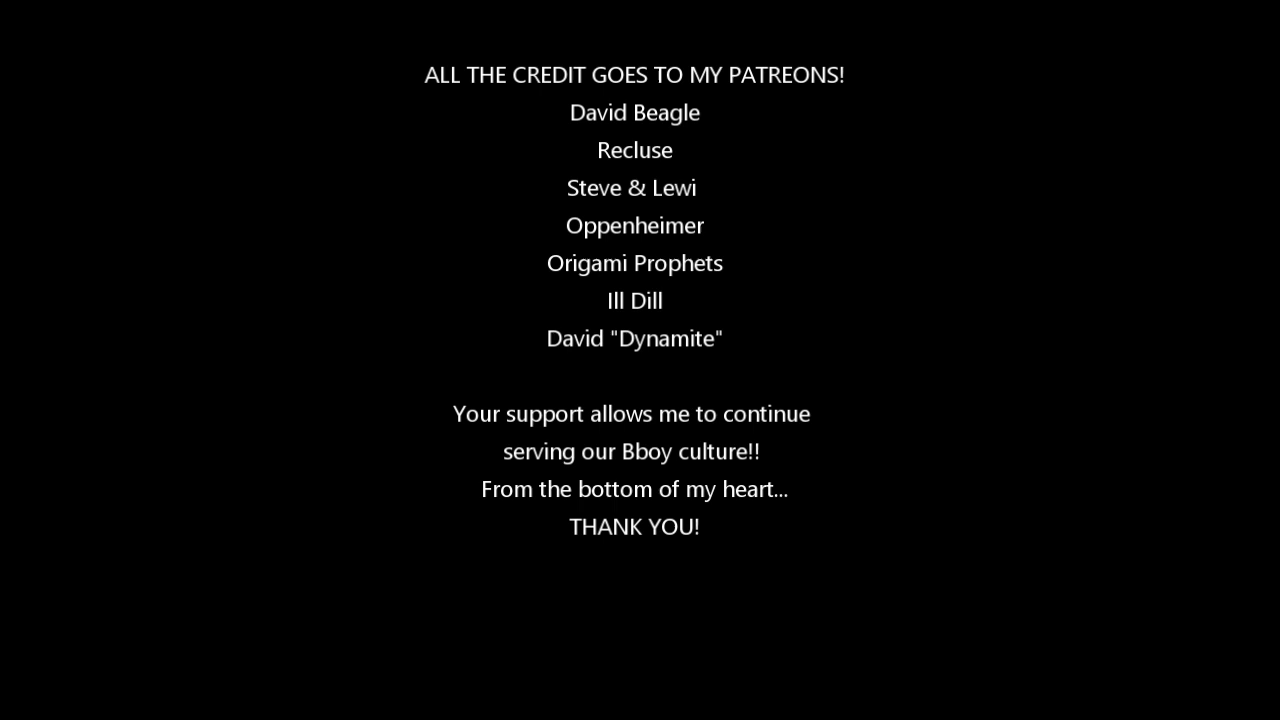 ALL THE CREDIT GOES TO MY PATREONS!
David Beagle
Recluse
Steve & Lewi
Oppenheimer
Origami Prophets
Ill Dill
David "Dynamite"
Your support allows me to continue
serving our Bboy culture!!
From the bottom of my heart...
THANK YOU!